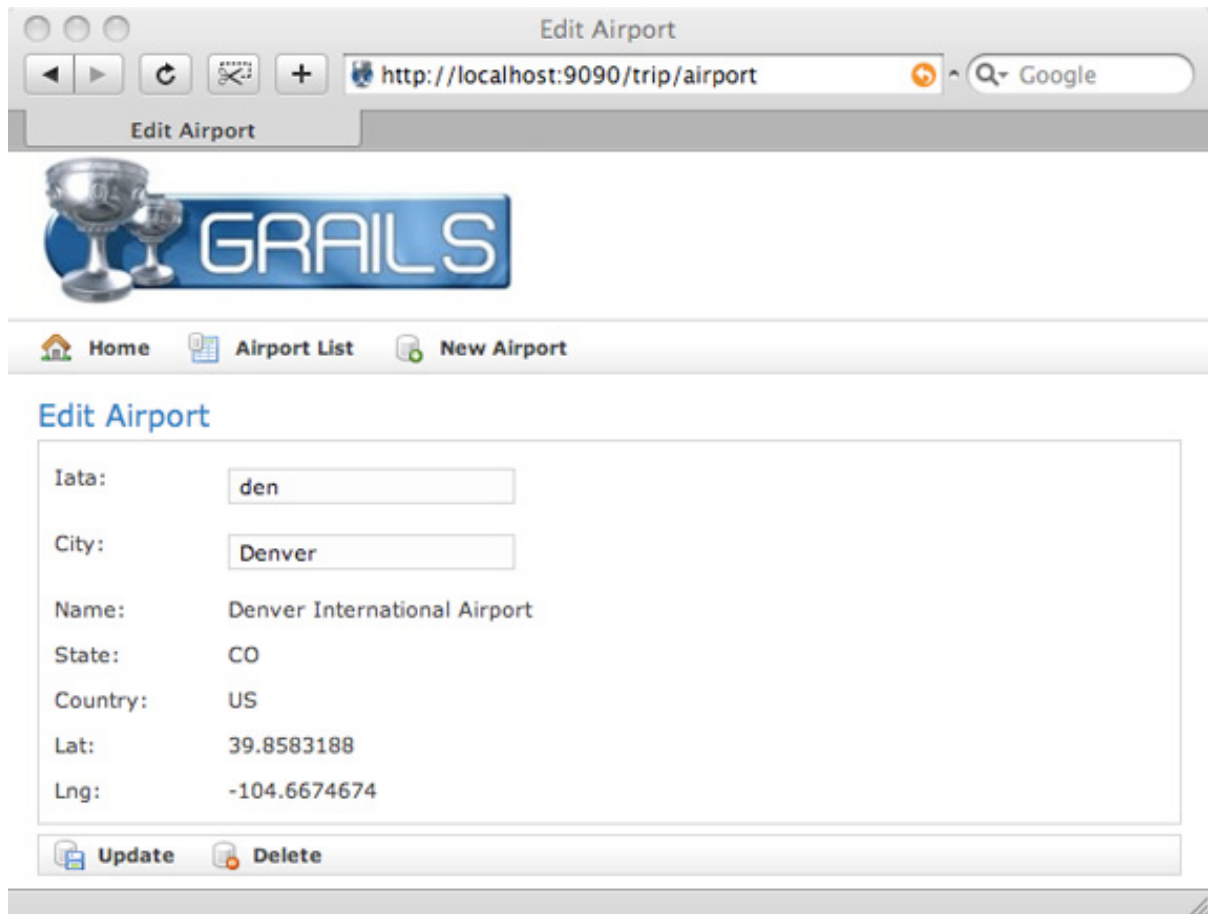 Edit Airport
http://localhost:9090/trip/airport Google
Edit Airport
GRAILS
Home Airport List New Airport
Edit Airport
Iata: den
City: Denver
Name: Denver International Airport
State: CO
Country: US
Lat: 39.8583188
Lng: -104.6674674
Update Delete